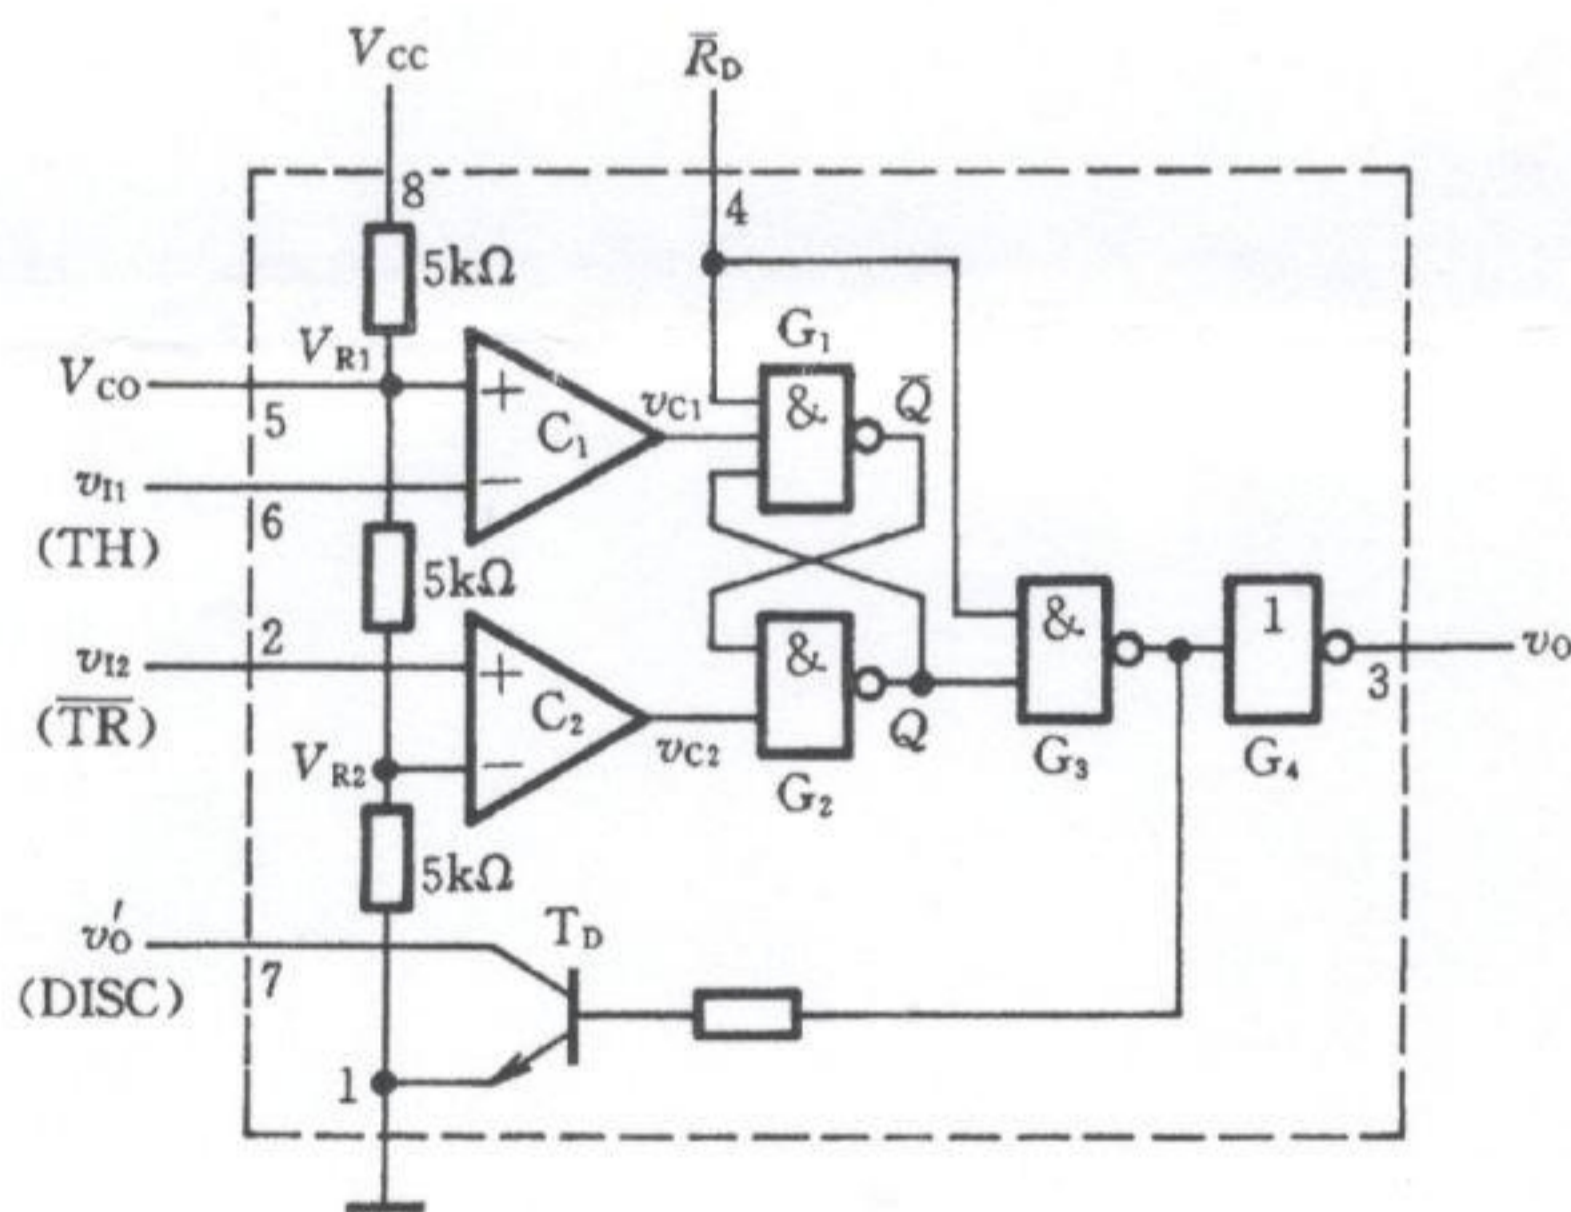 V_CC
R̅_D
8
4
5kΩ
G₁
V_R1
V_CO
+
v_C1
&
Q̅
5
C₁
v_I1
−
6
(TH)
5kΩ
2
&
1
v_I2
+
&
v_O
(T̅R̅)
C₂
3
v_C2
Q
G₃
G₄
V_R2
−
G₂
5kΩ
v′_O
T_D
7
(DISC)
1